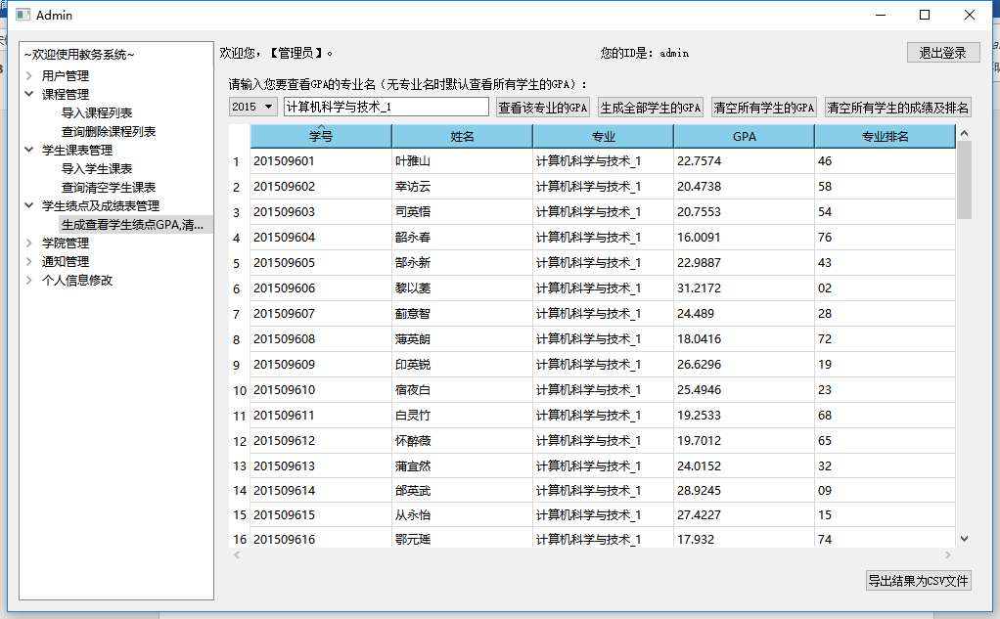 Admin
~欢迎使用教务系统~
用户管理
课程管理
导入课程列表
查询删除课程列表
学生课表管理
导入学生课表
查询清空学生课表
学生绩点及成绩表管理
生成查看学生绩点GPA,清...
学院管理
通知管理
个人信息修改
欢迎您，【管理员】。 您的ID是：admin 退出登录
请输入您要查看GPA的专业名（无专业名时默认查看所有学生的GPA）：
2015 计算机科学与技术_1 查看该专业的GPA 生成全部学生的GPA 清空所有学生的GPA 清空所有学生的成绩及排名
学号 姓名 专业 GPA 专业排名
1 201509601 叶雅山 计算机科学与技术_1 22.7574 46
2 201509602 幸访云 计算机科学与技术_1 20.4738 58
3 201509603 司英悟 计算机科学与技术_1 20.7553 54
4 201509604 韶永春 计算机科学与技术_1 16.0091 76
5 201509605 郜永新 计算机科学与技术_1 22.9887 43
6 201509606 黎以菱 计算机科学与技术_1 31.2172 02
7 201509607 蓟意智 计算机科学与技术_1 24.489 28
8 201509608 薄英朗 计算机科学与技术_1 18.0416 72
9 201509609 印英锐 计算机科学与技术_1 26.6296 19
10 201509610 宿夜白 计算机科学与技术_1 25.4946 23
11 201509611 白灵竹 计算机科学与技术_1 19.2533 68
12 201509612 怀醉薇 计算机科学与技术_1 19.7012 65
13 201509613 蒲宜然 计算机科学与技术_1 24.0152 32
14 201509614 邰英武 计算机科学与技术_1 28.9245 09
15 201509615 从永怡 计算机科学与技术_1 27.4227 15
16 201509616 鄂元瑶 计算机科学与技术_1 17.932 74
导出结果为CSV文件